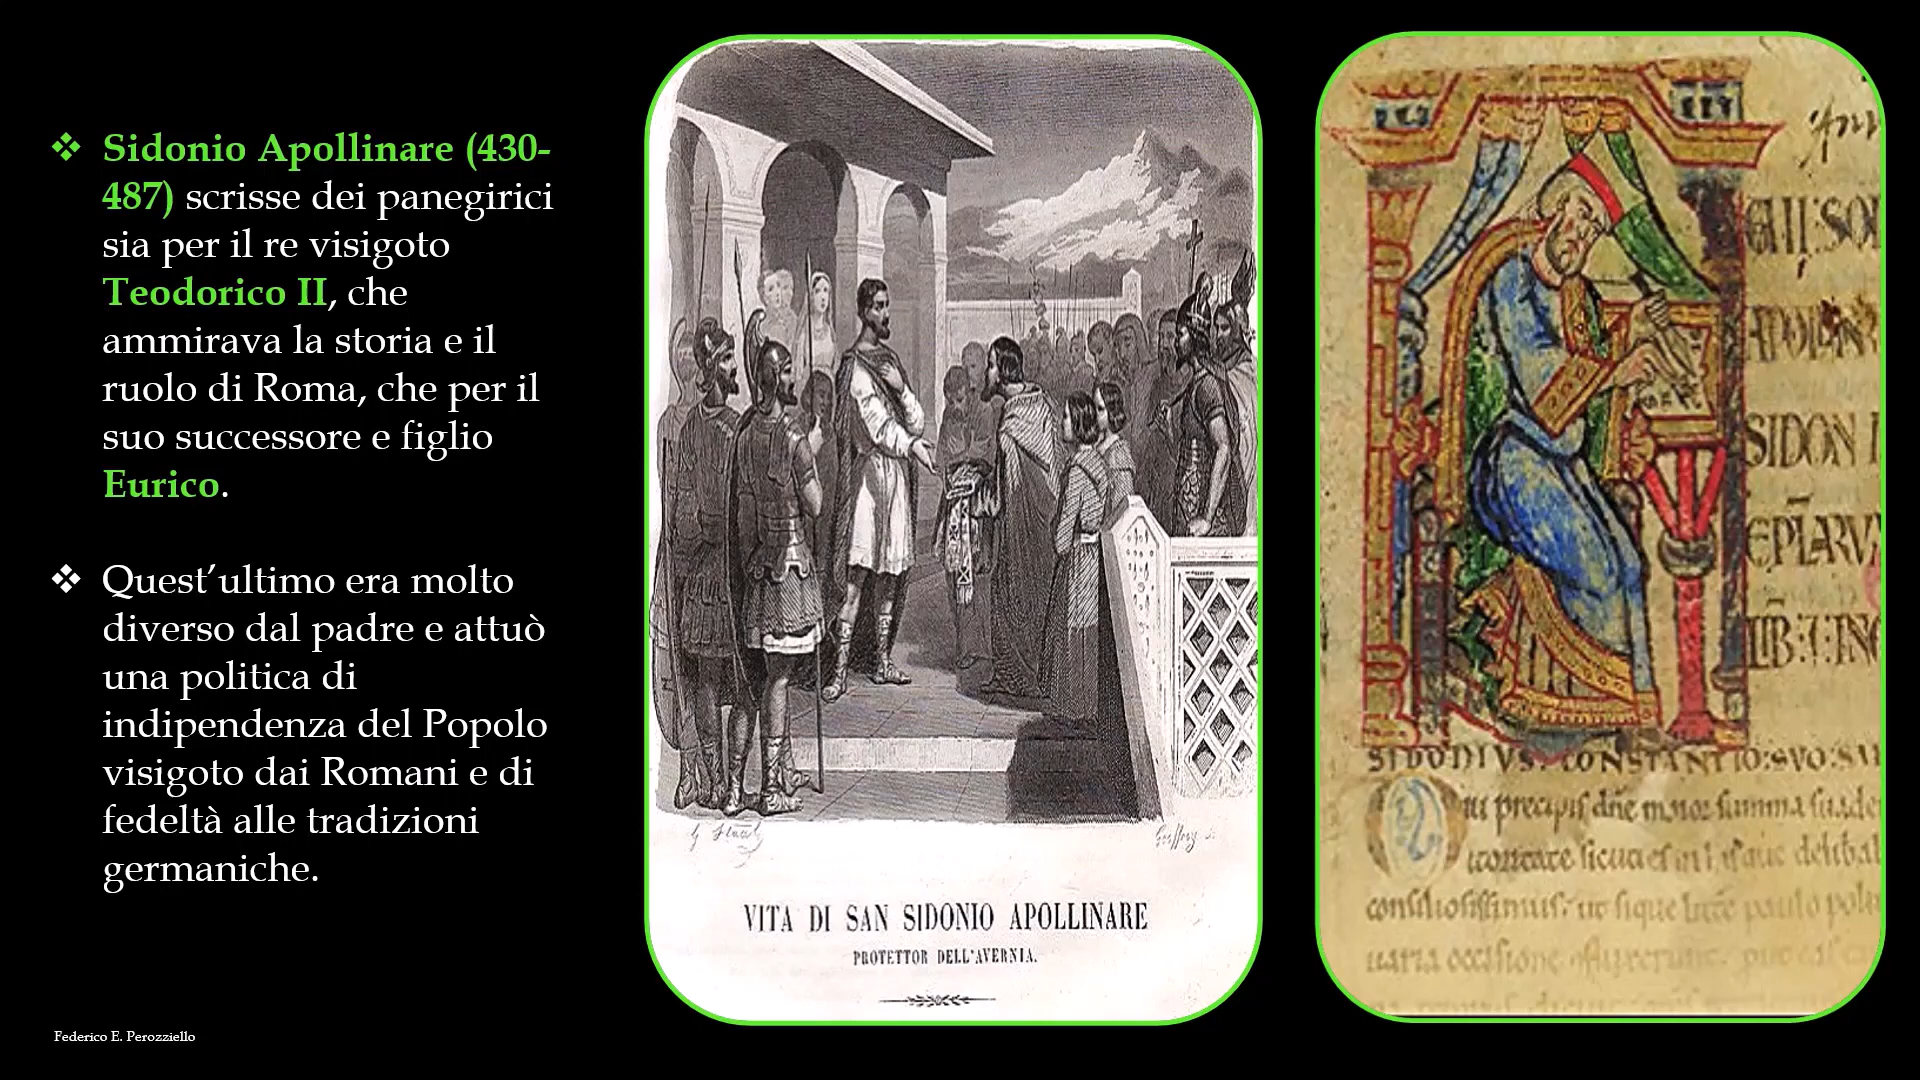 Sidonio Apollinare (430-
487) scrisse dei panegirici
sia per il re visigoto
Teodorico II, che
ammirava la storia e il
ruolo di Roma, che per il
suo successore e figlio
Eurico.
Quest’ultimo era molto
diverso dal padre e attuò
una politica di
indipendenza del Popolo
visigoto dai Romani e di
fedeltà alle tradizioni
germaniche.
Federico E. Perozziello
VITA DI SAN SIDONIO APOLLINARE
PROTETTOR DELL'AVERNIA.
SIDON